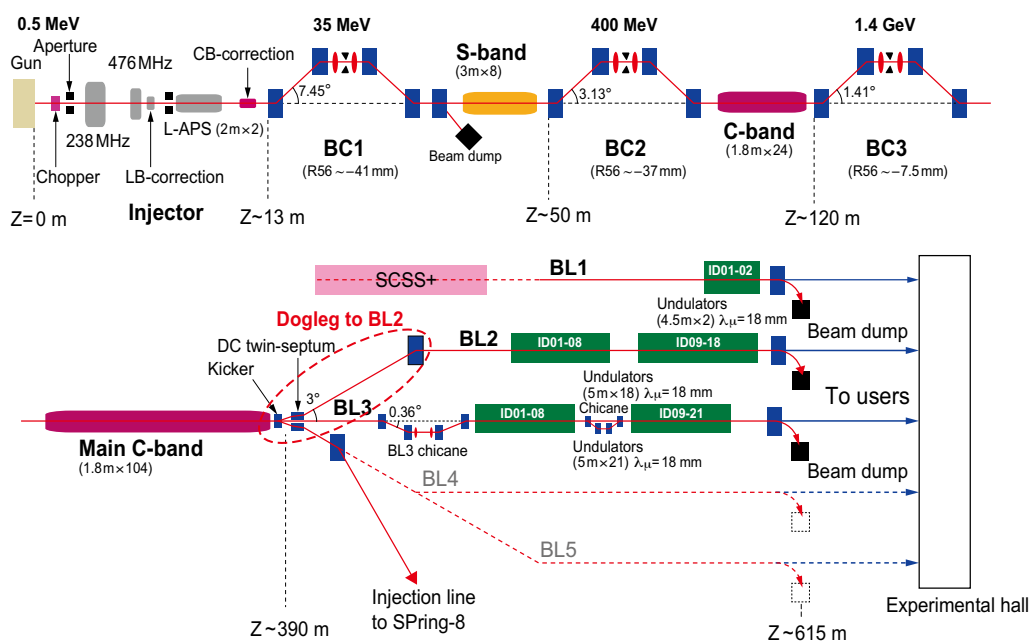 0.5 MeV
35 MeV
400 MeV
1.4 GeV
Aperture
Gun
476 MHz
CB-correction
S-band
(3m×8)
7.45°
3.13°
1.41°
238 MHz
L-APS (2m×2)
Chopper
LB-correction
Injector
BC1
(R56 ~−41 mm)
Beam dump
BC2
(R56 ~−37 mm)
C-band
(1.8m×24)
BC3
(R56 ~−7.5 mm)
Z=0 m
Z~13 m
Z~50 m
Z~120 m
SCSS+
BL1
ID01-02
Undulators
(4.5m×2) λμ=18 mm
Beam dump
Dogleg to BL2
DC twin-septum
Kicker
BL2
ID01-08
ID09-18
Undulators
(5m×18) λμ=18 mm
To users
3°
BL3
0.36°
BL3 chicane
ID01-08
Chicane
ID09-21
Undulators
(5m×21) λμ=18 mm
Beam dump
Main C-band
(1.8m×104)
BL4
BL5
Injection line
to SPring-8
Experimental hall
Z~390 m
Z~615 m